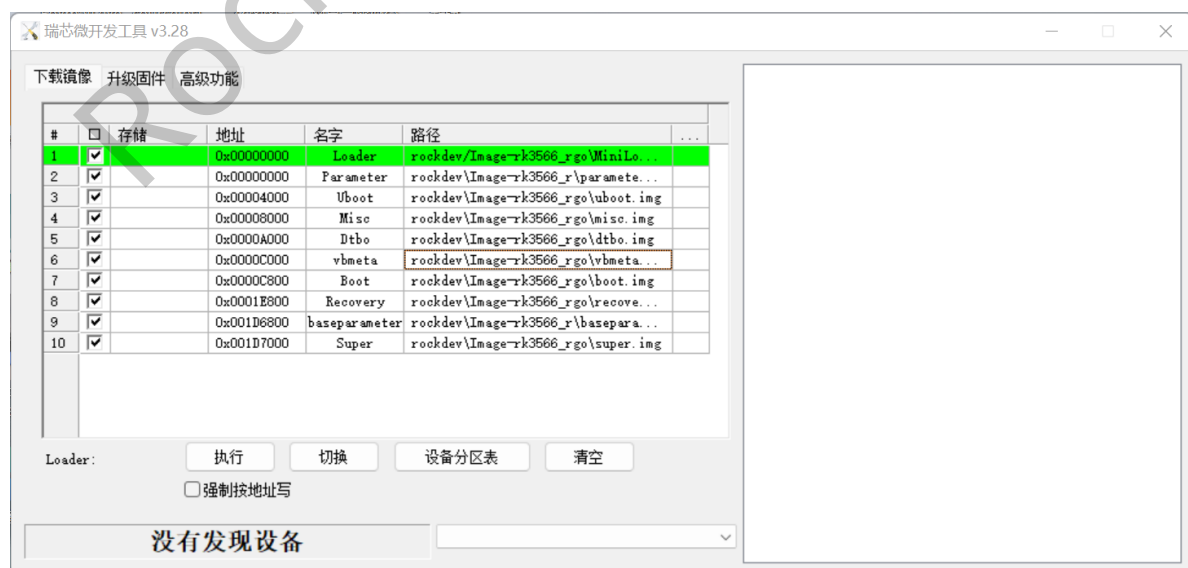 瑞芯微开发工具 v3.28
下载镜像 升级固件 高级功能
# 存储 地址 名字 路径 ...
1 0x00000000 Loader rockdev/Image-rk3566_rgo\MiniLo...
2 0x00000000 Parameter rockdev\Image-rk3566_r\paramete...
3 0x00004000 Uboot rockdev\Image-rk3566_rgo\uboot.img
4 0x00008000 Misc rockdev\Image-rk3566_rgo\misc.img
5 0x0000A000 Dtbo rockdev\Image-rk3566_rgo\dtbo.img
6 0x0000C000 vbmeta rockdev\Image-rk3566_rgo\vbmeta...
7 0x0000C800 Boot rockdev\Image-rk3566_rgo\boot.img
8 0x0001E800 Recovery rockdev\Image-rk3566_rgo\recove...
9 0x001D6800 baseparameter rockdev\Image-rk3566_r\basepara...
10 0x001D7000 Super rockdev\Image-rk3566_rgo\super.img
Loader: 执行 切换 设备分区表 清空
强制按地址写
没有发现设备